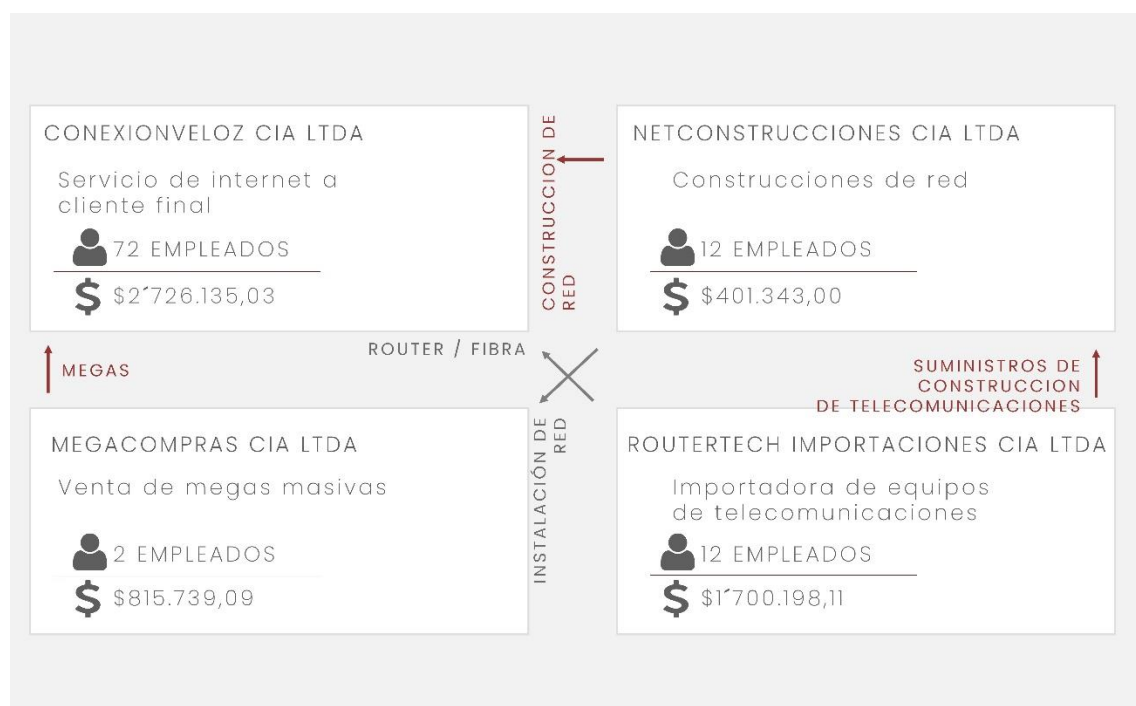 CONEXIONVELOZ CIA LTDA
Servicio de internet a
cliente final
72 EMPLEADOS
$ $2´726.135,03
CONSTRUCCION DE
RED
NETCONSTRUCCIONES CIA LTDA
Construcciones de red
12 EMPLEADOS
$ $401.343,00
MEGAS
ROUTER / FIBRA
SUMINISTROS DE
CONSTRUCCION
DE TELECOMUNICACIONES
MEGACOMPRAS CIA LTDA
Venta de megas masivas
2 EMPLEADOS
$ $815.739,09
INSTALACIÓN DE
RED
ROUTERTECH IMPORTACIONES CIA LTDA
Importadora de equipos
de telecomunicaciones
12 EMPLEADOS
$ $1´700.198,11